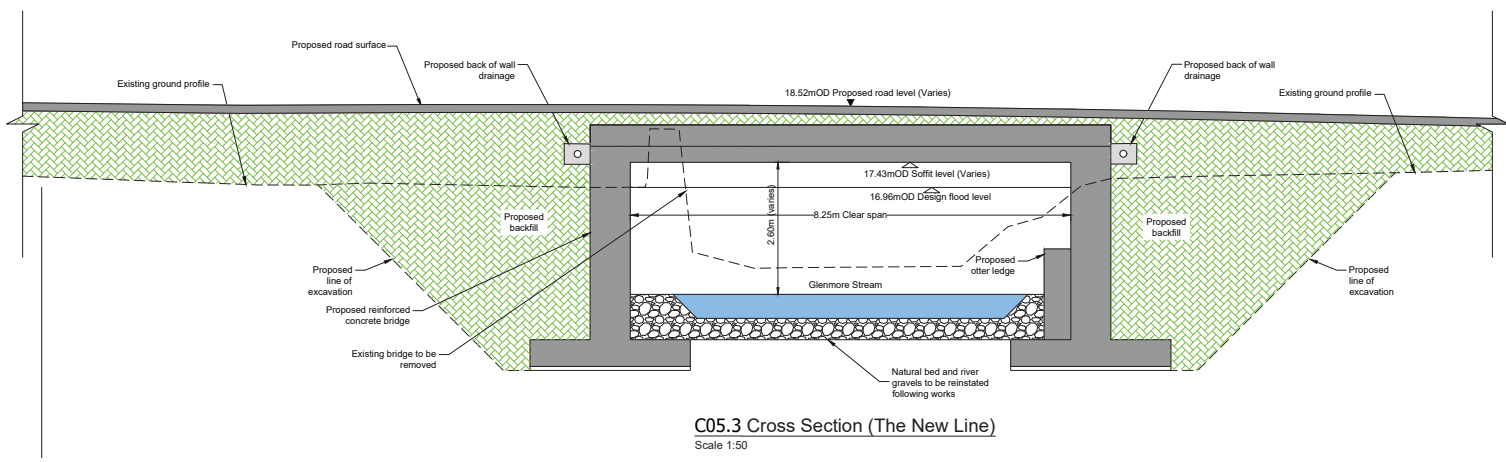 Proposed road surface
Proposed back of wall
drainage
Existing ground profile
18.52mOD Proposed road level (Varies)
Proposed back of wall
drainage
Existing ground profile
17.43mOD Soffit level (Varies)
16.96mOD Design flood level
2.60m (varies)
8.25m Clear span
Proposed
backfill
Proposed
backfill
Proposed
line of
excavation
Proposed
otter ledge
Proposed
line of
excavation
Glenmore Stream
Proposed reinforced
concrete bridge
Existing bridge to be
removed
Natural bed and river
gravels to be reinstated
following works
C05.3 Cross Section (The New Line)
Scale 1:50